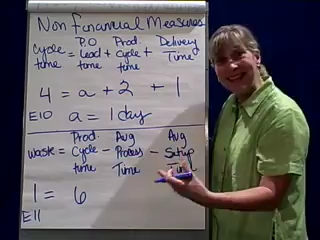 Non Financial Measures
Cycle time = P.O Lead time + Prod. Cycle time + Delivery Time
4 = a + 2 + 1
E10 a = 1 day
Waste = Prod. Cycle time - Avg Process Time - Avg Setup Time
1 = 6
E11